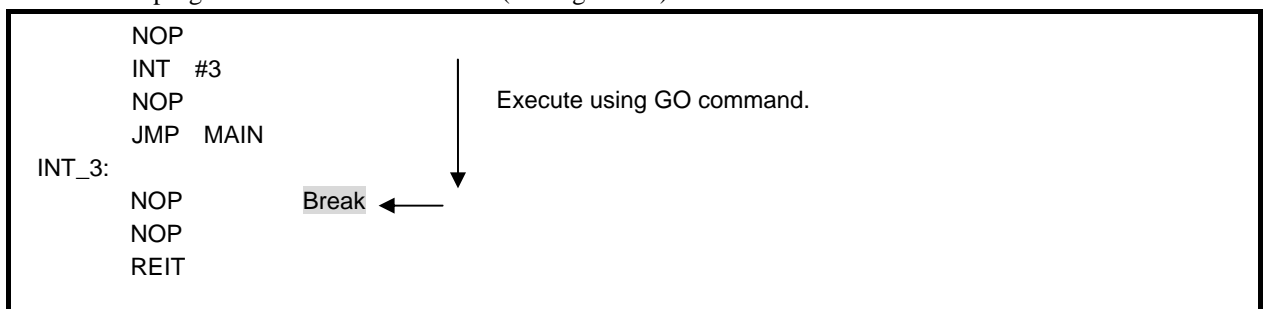 NOP
INT #3
NOP Execute using GO command.
JMP MAIN
INT_3:
NOP Break
NOP
REIT